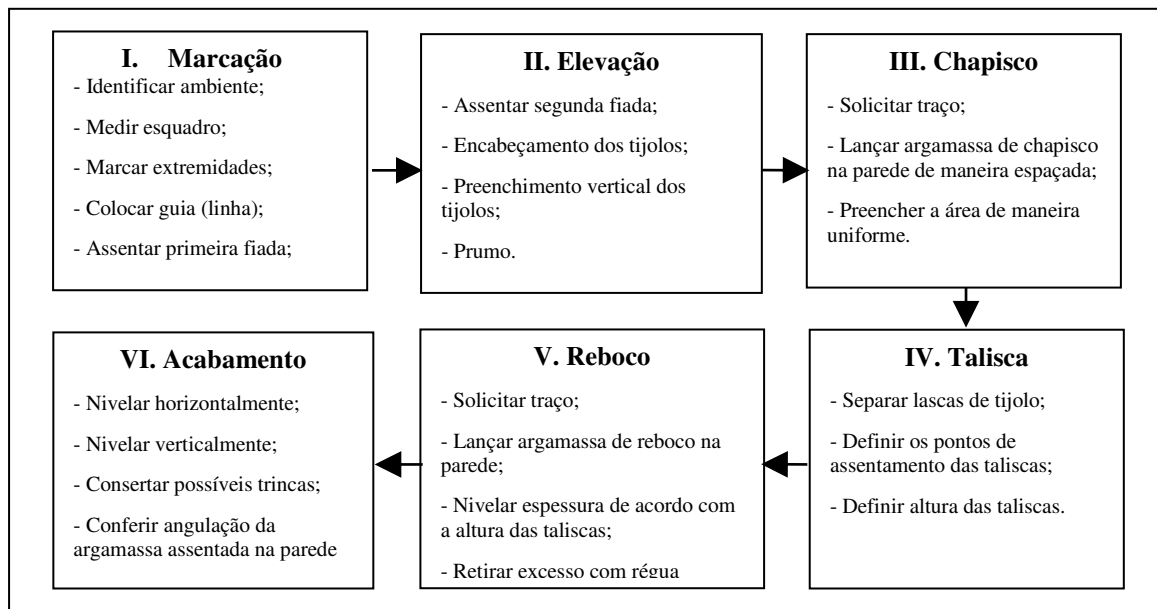 I. Marcação
- Identificar ambiente;
- Medir esquadro;
- Marcar extremidades;
- Colocar guia (linha);
- Assentar primeira fiada;
II. Elevação
- Assentar segunda fiada;
- Encabeçamento dos tijolos;
- Preenchimento vertical dos
tijolos;
- Prumo.
III. Chapisco
- Solicitar traço;
- Lançar argamassa de chapisco
na parede de maneira espaçada;
- Preencher a área de maneira
uniforme.
IV. Talisca
- Separar lascas de tijolo;
- Definir os pontos de
assentamento das taliscas;
- Definir altura das taliscas.
V. Reboco
- Solicitar traço;
- Lançar argamassa de reboco na
parede;
- Nivelar espessura de acordo com
a altura das taliscas;
- Retirar excesso com régua
VI. Acabamento
- Nivelar horizontalmente;
- Nivelar verticalmente;
- Consertar possíveis trincas;
- Conferir angulação da
argamassa assentada na parede